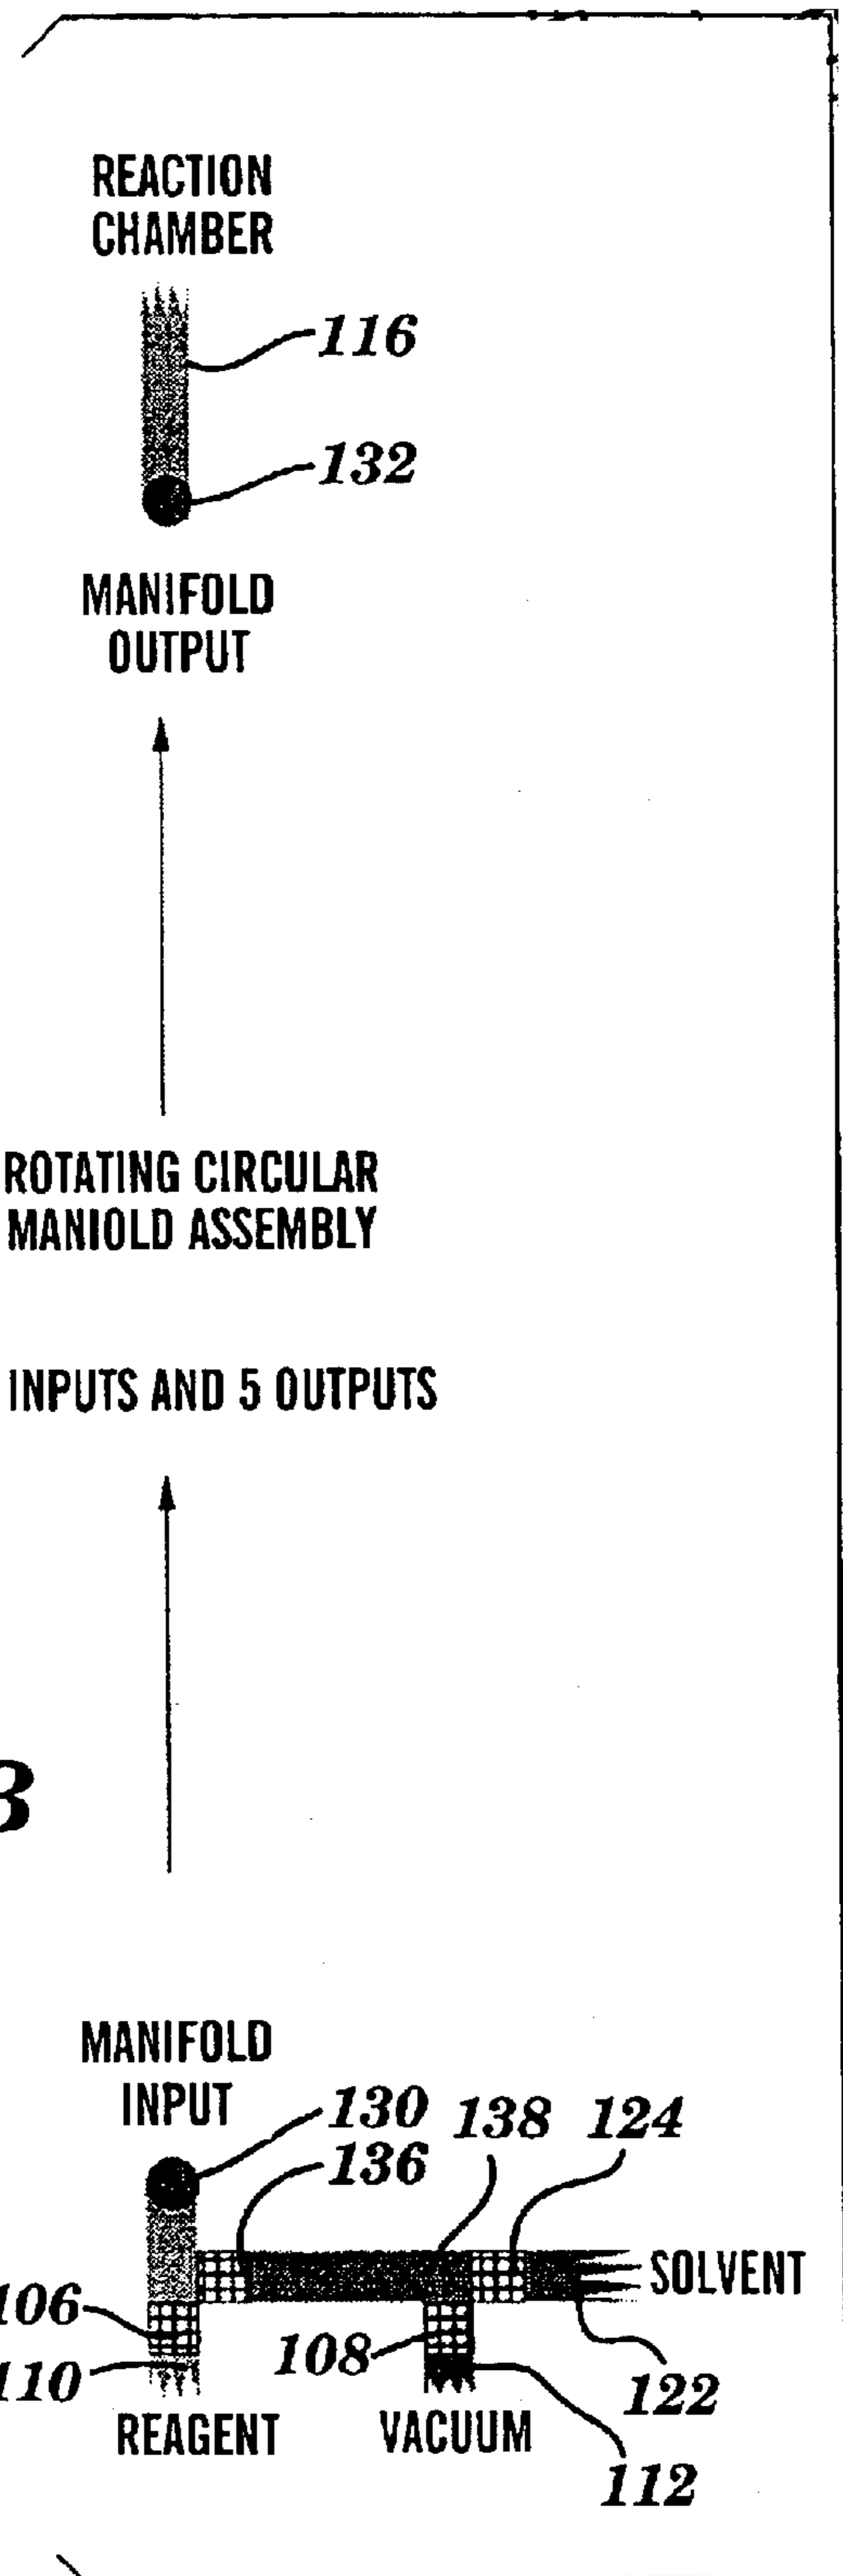 REACTION
CHAMBER
116
132
MANIFOLD
OUTPUT
ROTATING CIRCULAR
MANIOLD ASSEMBLY
INPUTS AND 5 OUTPUTS
MANIFOLD
INPUT
130 138 124
136
SOLVENT
106
108
110
122
REAGENT VACUUM
112